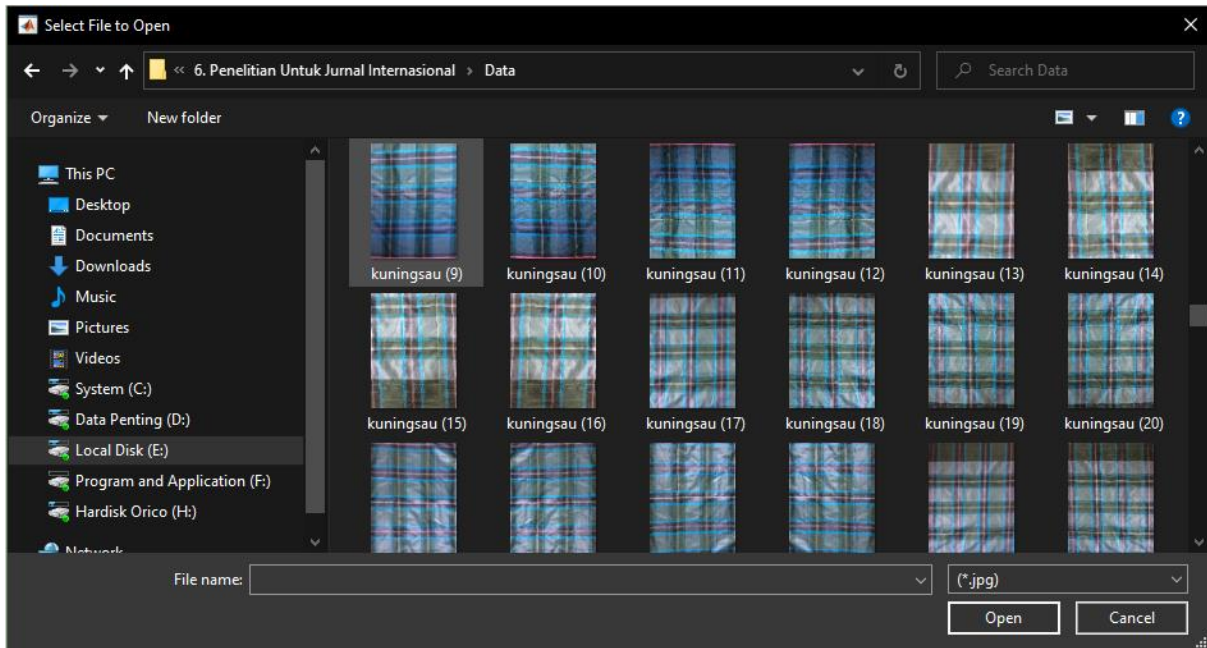 Select File to Open
« 6. Penelitian Untuk Jurnal Internasional > Data
Search Data
Organize
New folder
This PC
Desktop
Documents
Downloads
Music
Pictures
Videos
System (C:)
Data Penting (D:)
Local Disk (E:)
Program and Application (F:)
Hardisk Orico (H:)
Network
kuningsau (9) kuningsau (10) kuningsau (11) kuningsau (12) kuningsau (13) kuningsau (14)
kuningsau (15) kuningsau (16) kuningsau (17) kuningsau (18) kuningsau (19) kuningsau (20)
File name:
(*.jpg)
Open
Cancel